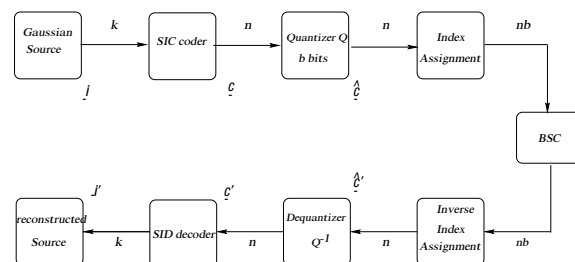 Gaussian
Source
k
SIC coder
n
Quantizer Q
b bits
n
Index
Assignment
nb
i
c
ĉ
BSC
i'
c'
ĉ'
reconstructed
Source
k
SID decoder
n
Dequantizer
Q-1
n
Inverse
Index
Assignment
nb